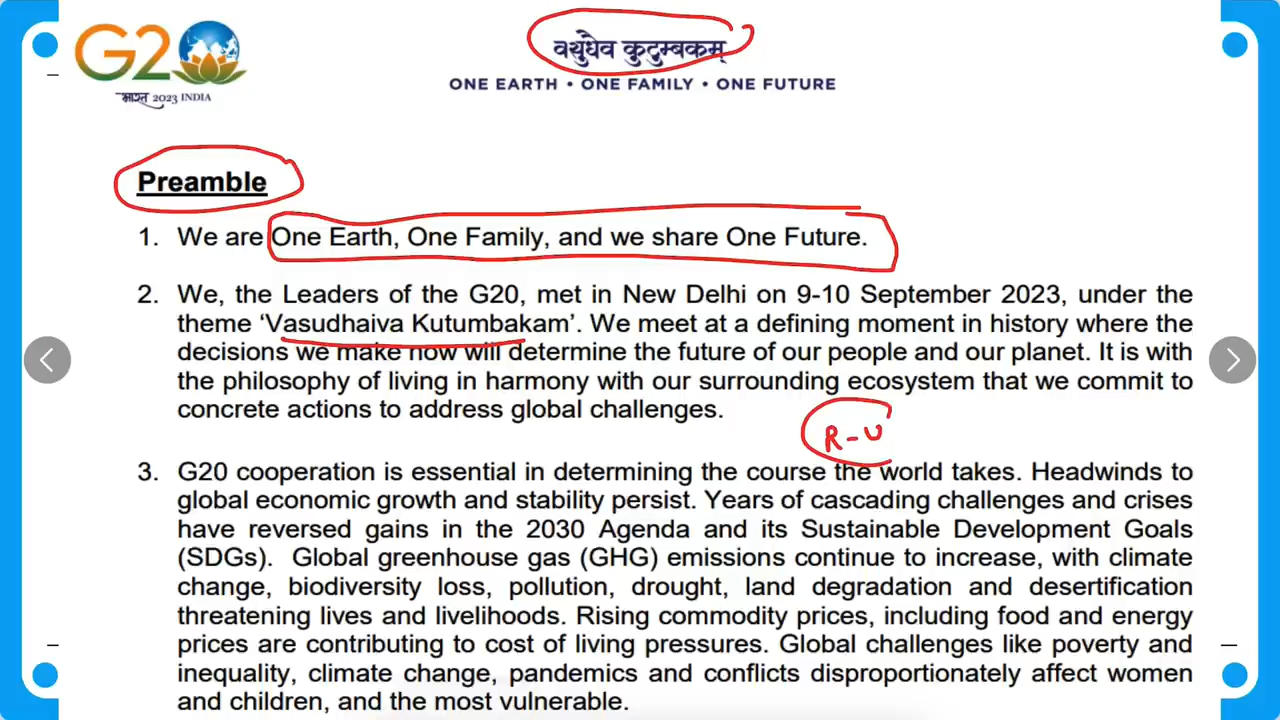 G20
भारत 2023 INDIA
वसुधैव कुटुम्बकम्
ONE EARTH • ONE FAMILY • ONE FUTURE
Preamble
1. We are One Earth, One Family, and we share One Future.
2. We, the Leaders of the G20, met in New Delhi on 9-10 September 2023, under the
theme ‘Vasudhaiva Kutumbakam’. We meet at a defining moment in history where the
decisions we make now will determine the future of our people and our planet. It is with
the philosophy of living in harmony with our surrounding ecosystem that we commit to
concrete actions to address global challenges.
R-U
3. G20 cooperation is essential in determining the course the world takes. Headwinds to
global economic growth and stability persist. Years of cascading challenges and crises
have reversed gains in the 2030 Agenda and its Sustainable Development Goals
(SDGs). Global greenhouse gas (GHG) emissions continue to increase, with climate
change, biodiversity loss, pollution, drought, land degradation and desertification
threatening lives and livelihoods. Rising commodity prices, including food and energy
prices are contributing to cost of living pressures. Global challenges like poverty and
inequality, climate change, pandemics and conflicts disproportionately affect women
and children, and the most vulnerable.